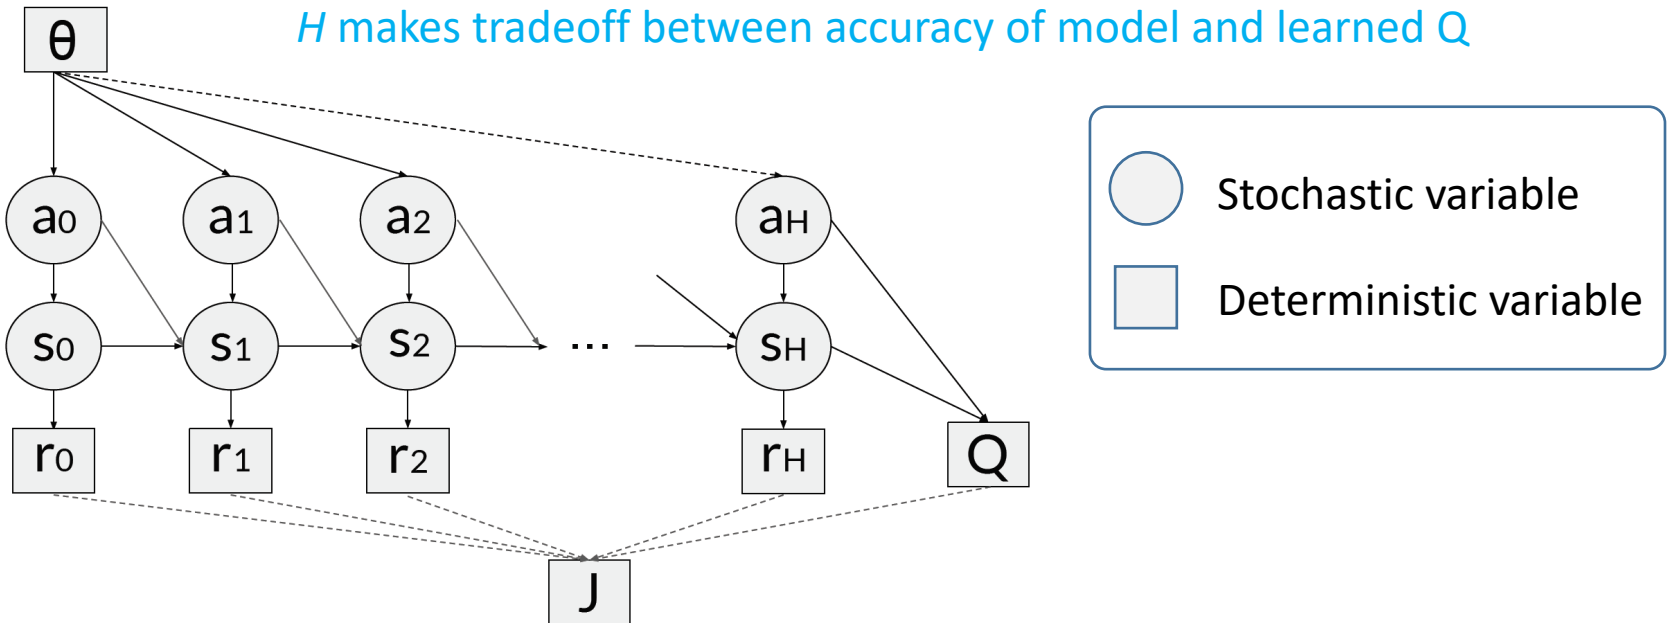 H makes tradeoff between accuracy of model and learned Q
θ
a0 a1 a2 aH
Stochastic variable
Deterministic variable
s0 s1 s2 ... sH
r0 r1 r2 rH Q
J